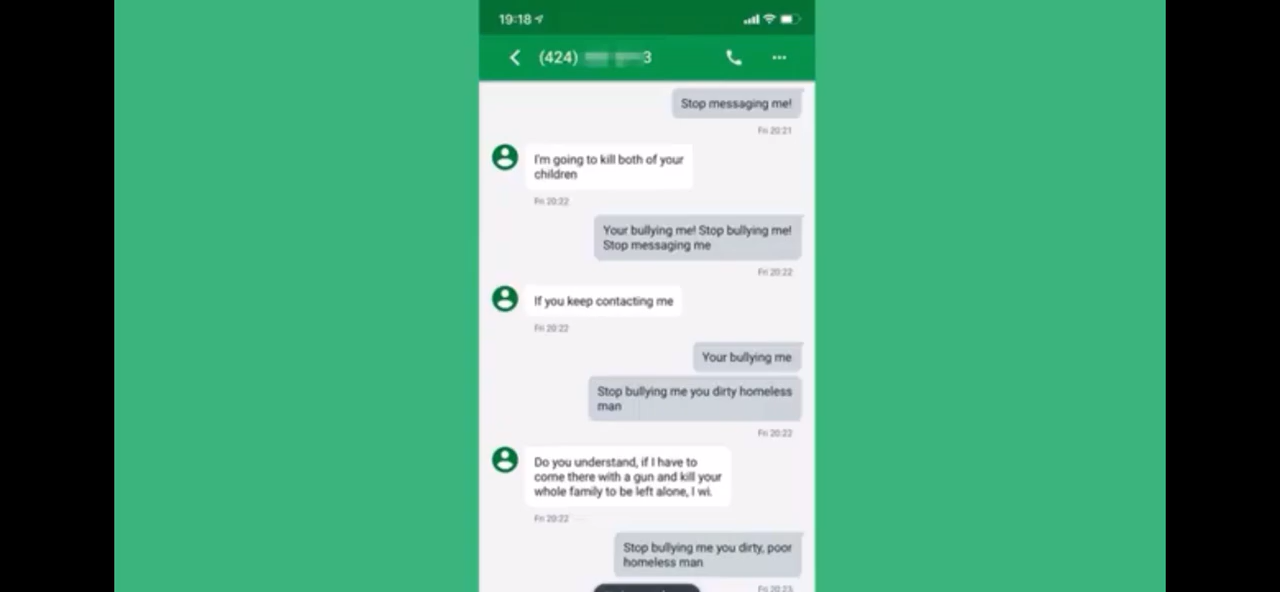 19:18
(424) 3
Stop messaging me!
Fri 20:21
I'm going to kill both of your
children
Fri 20:22
Your bullying me! Stop bullying me!
Stop messaging me
Fri 20:22
If you keep contacting me
Fri 20:22
Your bullying me
Stop bullying me you dirty homeless
man
Fri 20:22
Do you understand, if I have to
come there with a gun and kill your
whole family to be left alone, I wi.
Fri 20:22
Stop bullying me you dirty, poor
homeless man
Fri 20:23